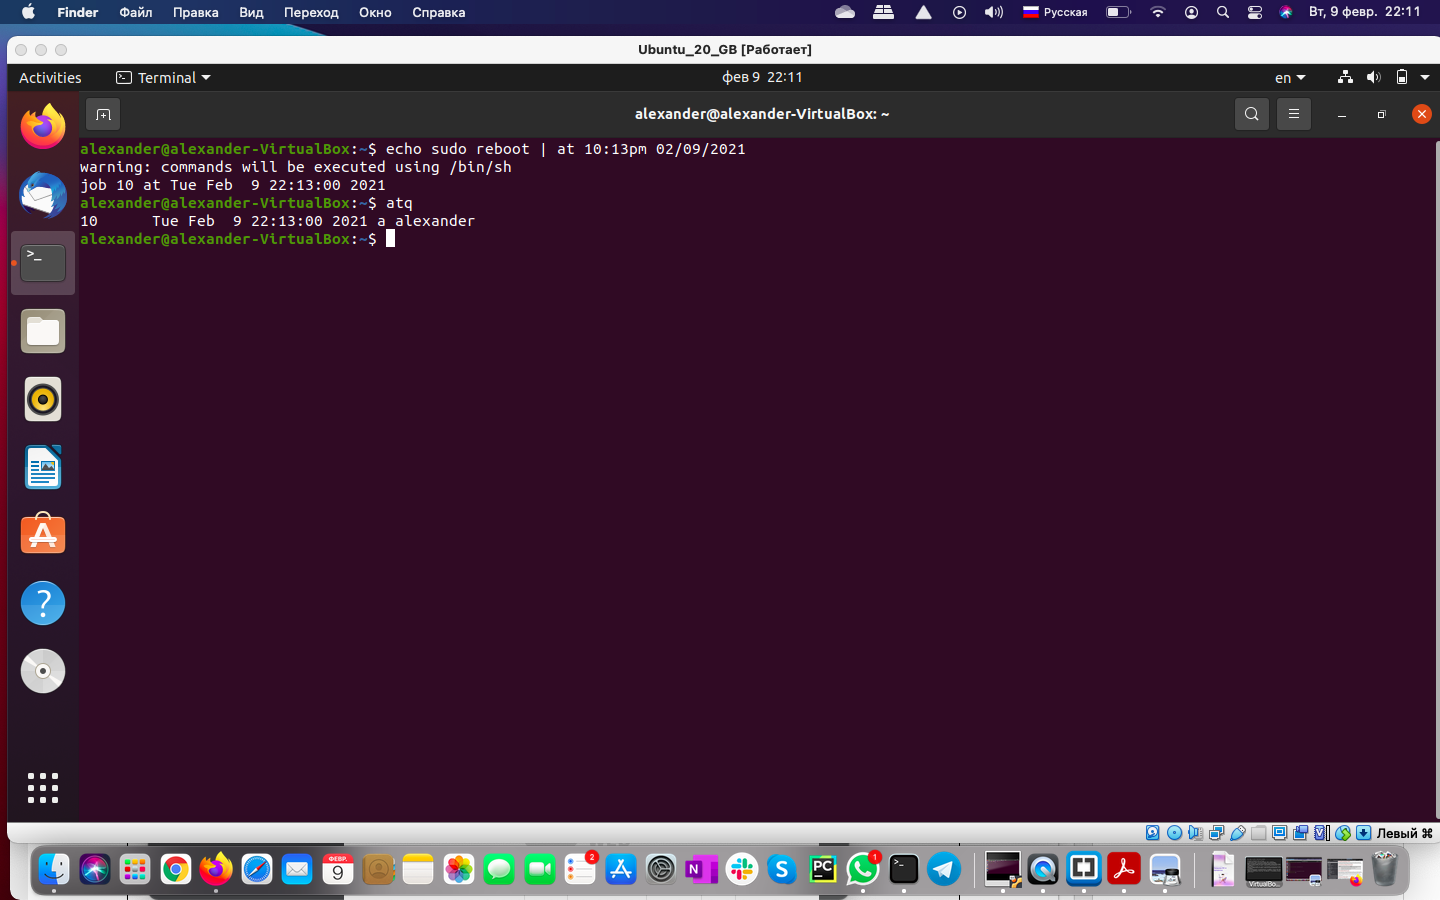 Finder Файл Правка Вид Переход Окно Справка Русская Вт, 9 февр. 22:11
Ubuntu_20_GB [Работает]
Activities Terminal фев 9 22:11 en
alexander@alexander-VirtualBox: ~
alexander@alexander-VirtualBox:~$ echo sudo reboot | at 10:13pm 02/09/2021
warning: commands will be executed using /bin/sh
job 10 at Tue Feb  9 22:13:00 2021
alexander@alexander-VirtualBox:~$ atq
10      Tue Feb  9 22:13:00 2021 a alexander
alexander@alexander-VirtualBox:~$
Левый ⌘
ФЕВР.
9
2
1
N
S
PC
VirtualBo...